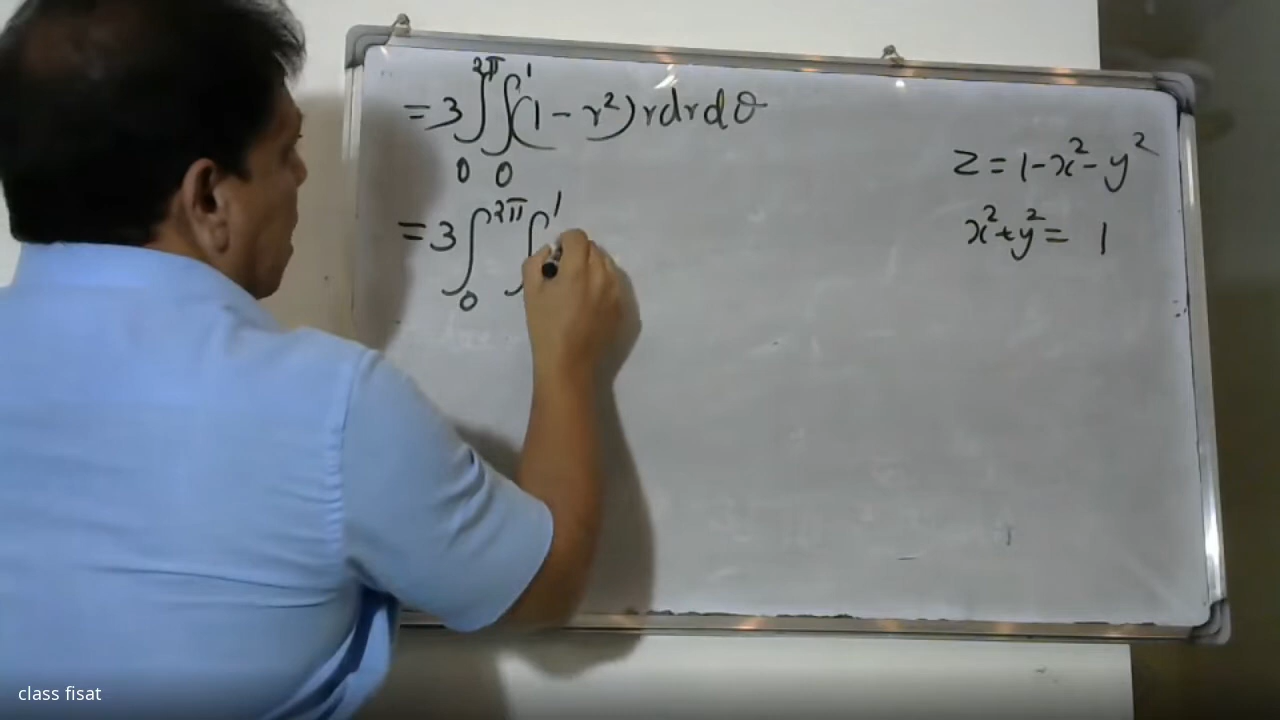 = 3 ∫₀^2π ∫₀^1 (1 - r²) r dr dθ
= 3 ∫₀^2π ∫^1
z = 1 - x² - y²
x² + y² = 1
class fisat